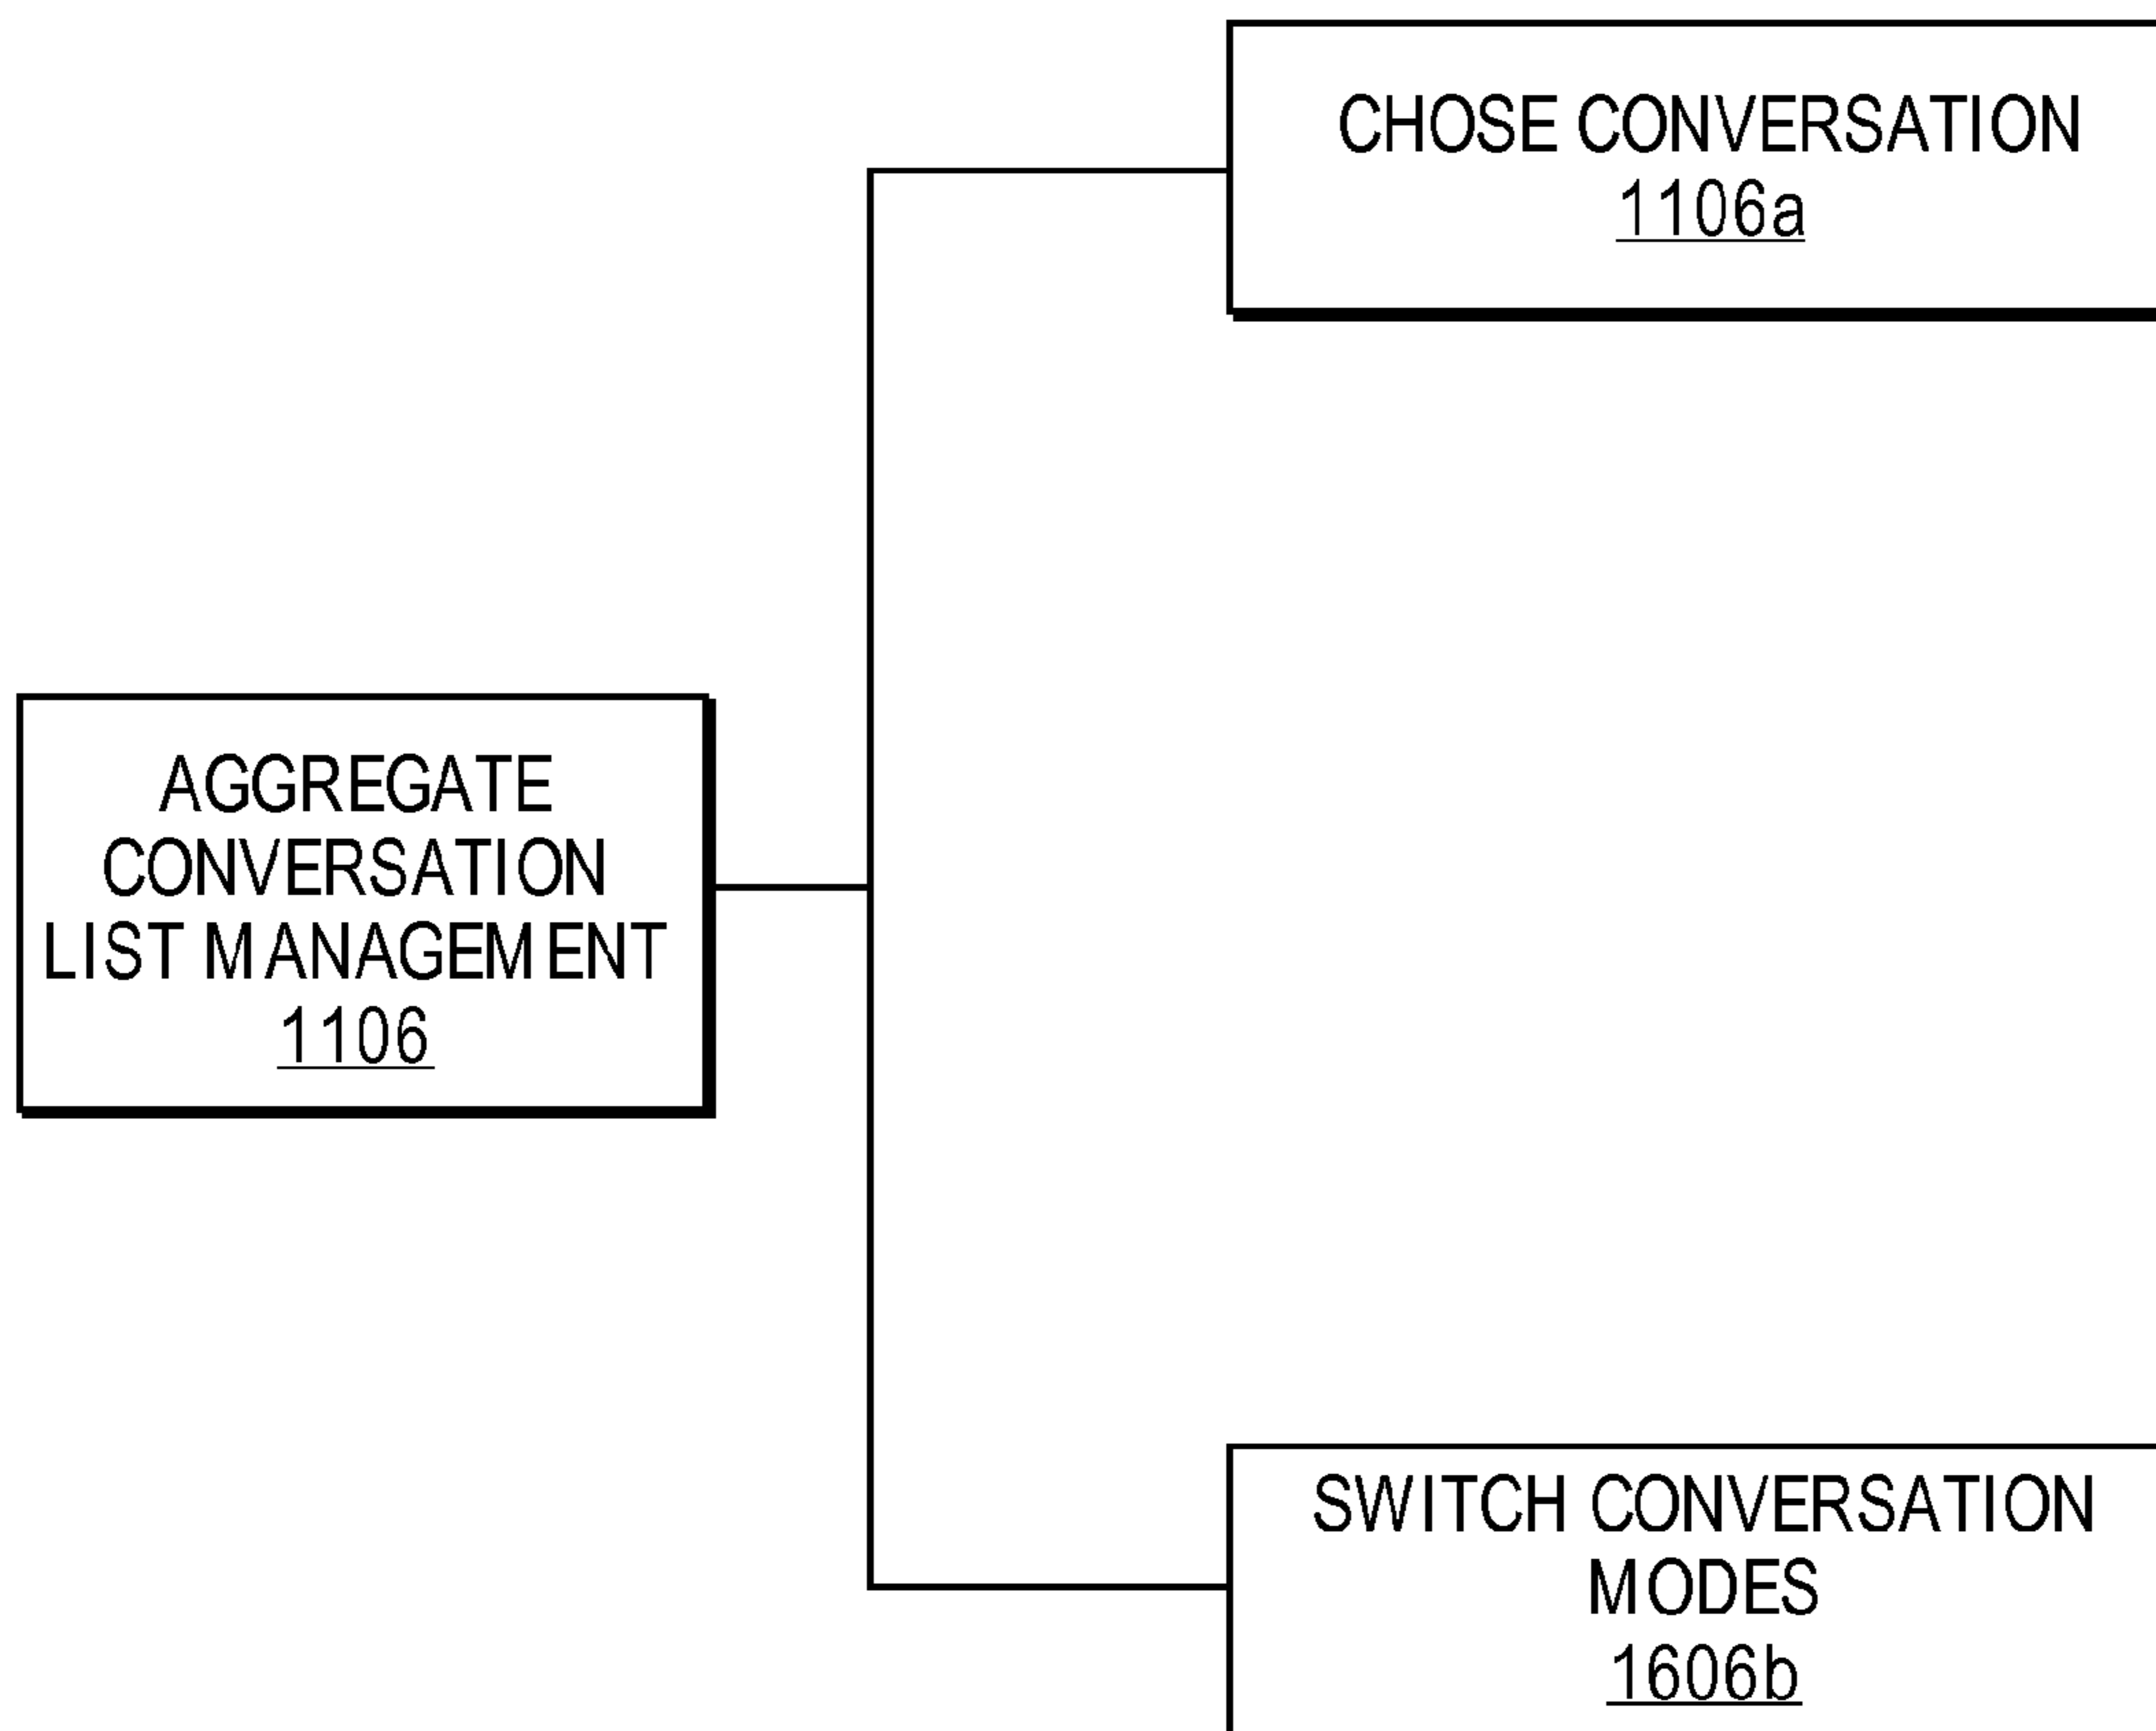 CHOSE CONVERSATION
1106a
AGGREGATE
CONVERSATION
LIST MANAGEMENT
1106
SWITCH CONVERSATION
MODES
1606b